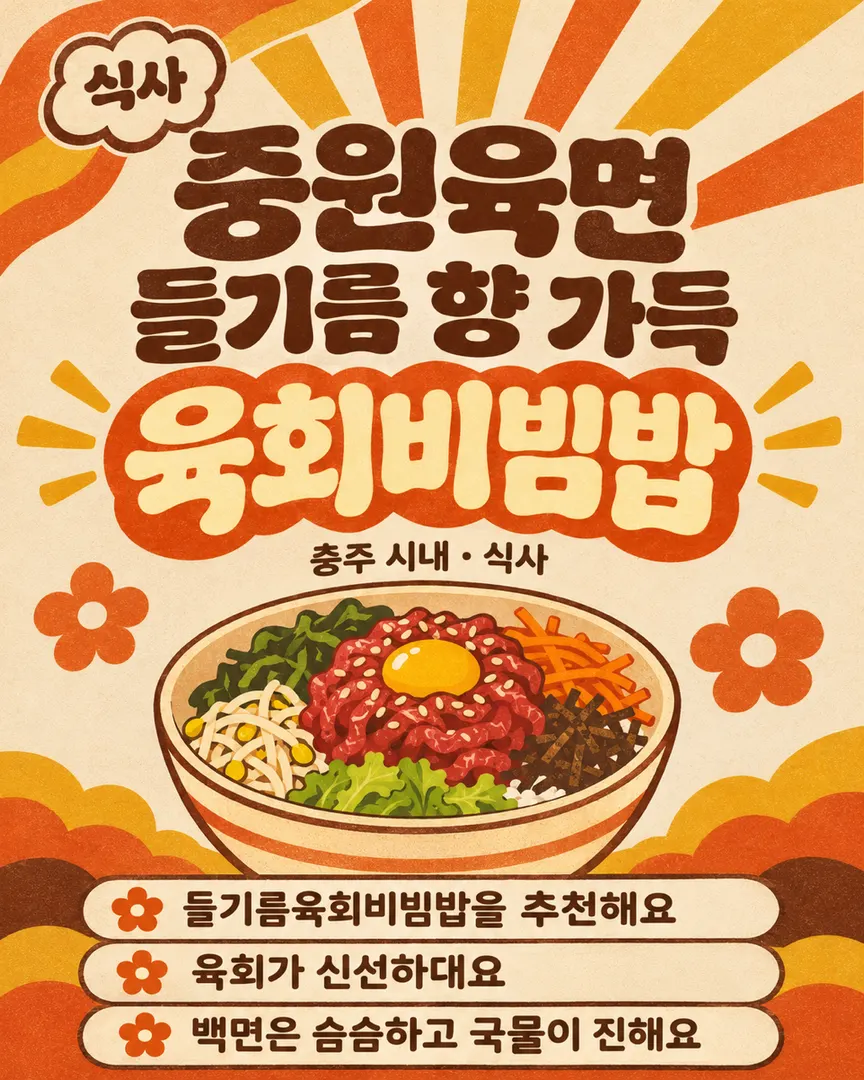 식사
중원육면
들기름 향 가득
육회비빔밥
충주 시내 · 식사
들기름육회비빔밥을 추천해요
육회가 신선하대요
백면은 슴슴하고 국물이 진해요